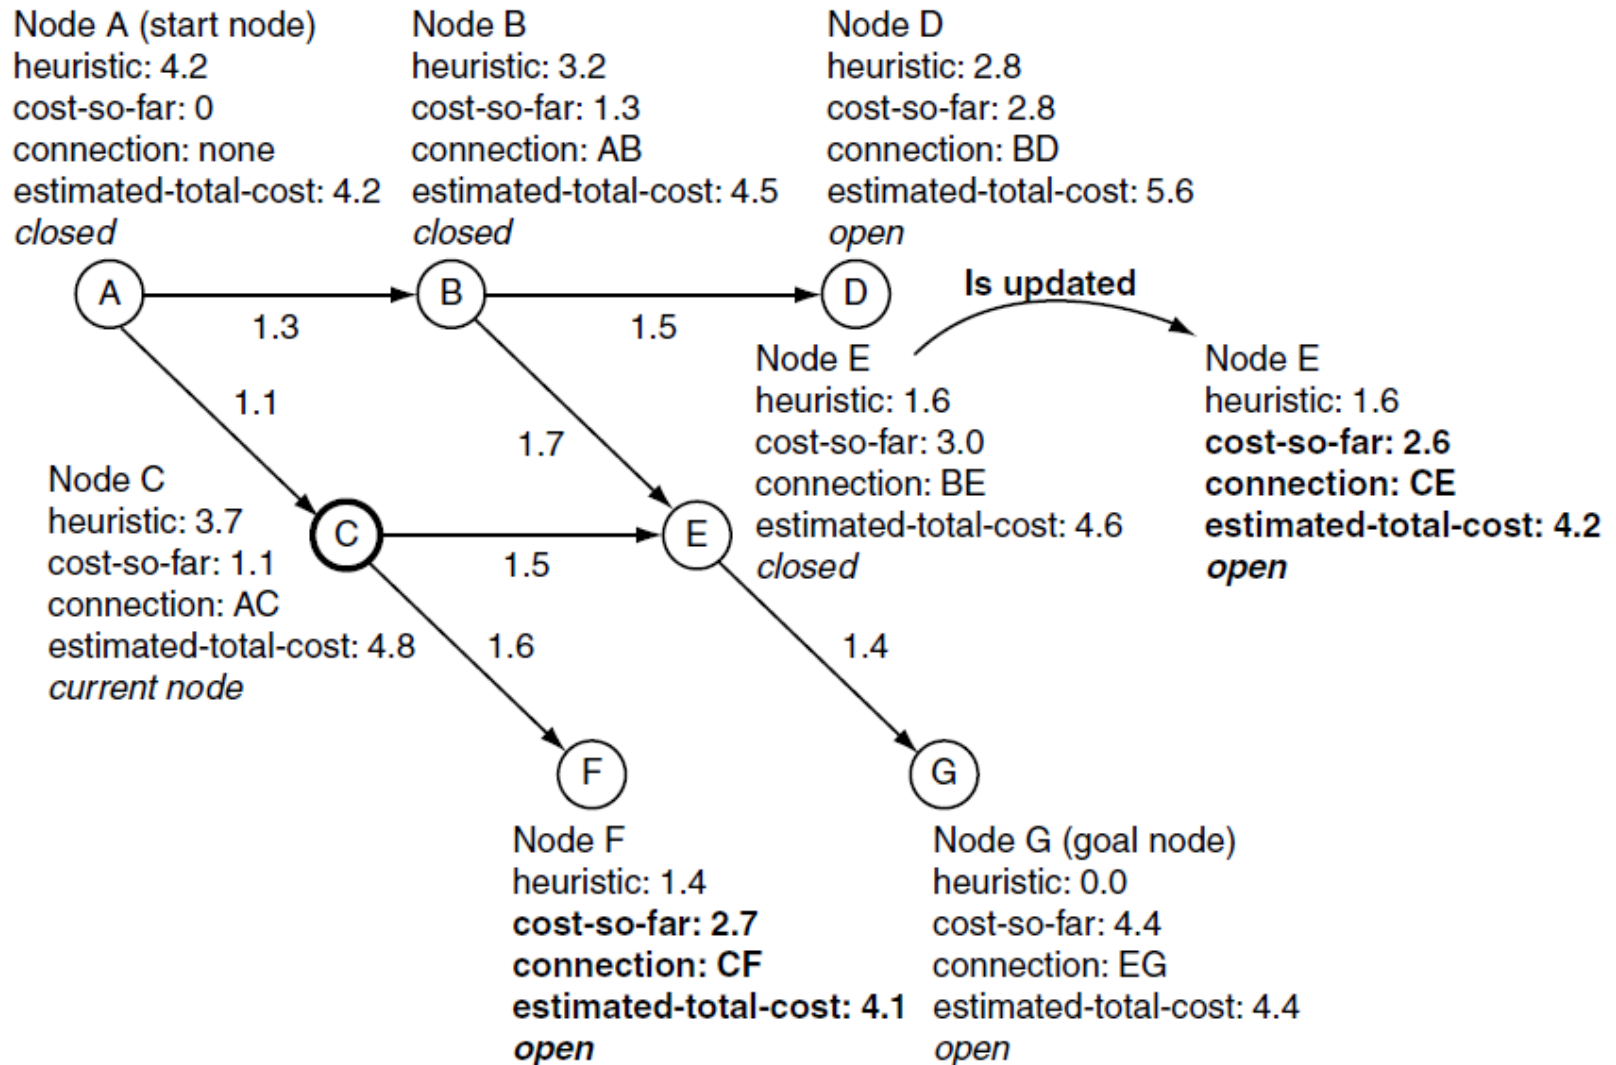 Node A (start node)
heuristic: 4.2
cost-so-far: 0
connection: none
estimated-total-cost: 4.2
closed
Node B
heuristic: 3.2
cost-so-far: 1.3
connection: AB
estimated-total-cost: 4.5
closed
Node D
heuristic: 2.8
cost-so-far: 2.8
connection: BD
estimated-total-cost: 5.6
open
A
1.3
B
1.5
D
Is updated
1.1
1.7
Node E
heuristic: 1.6
cost-so-far: 3.0
connection: BE
estimated-total-cost: 4.6
closed
Node E
heuristic: 1.6
cost-so-far: 2.6
connection: CE
estimated-total-cost: 4.2
open
Node C
heuristic: 3.7
cost-so-far: 1.1
connection: AC
estimated-total-cost: 4.8
current node
C
1.5
E
1.6
1.4
F
G
Node F
heuristic: 1.4
cost-so-far: 2.7
connection: CF
estimated-total-cost: 4.1
open
Node G (goal node)
heuristic: 0.0
cost-so-far: 4.4
connection: EG
estimated-total-cost: 4.4
open